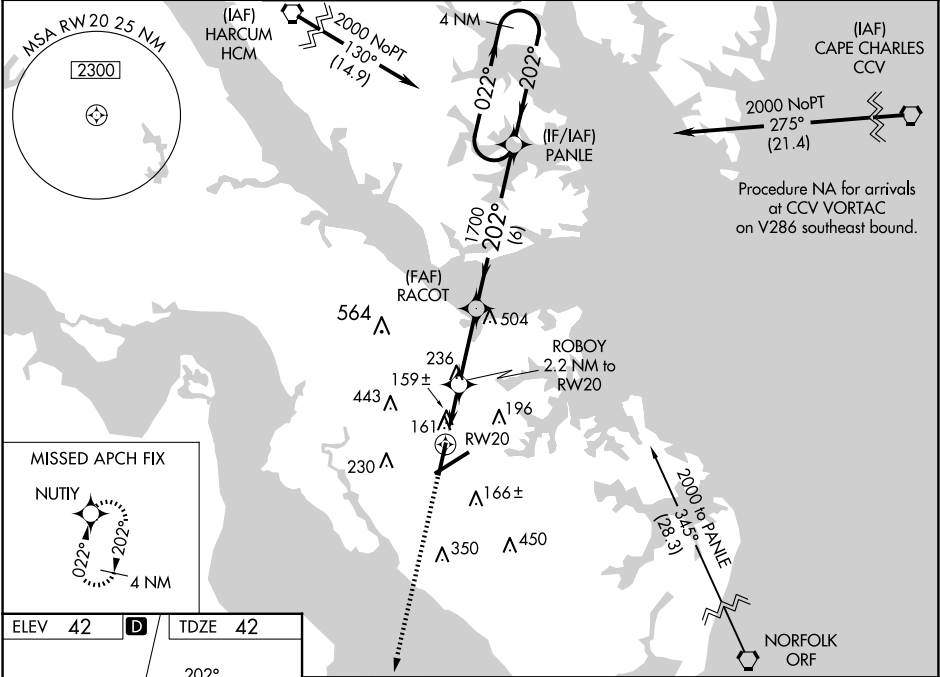 MSA RW 20 25 NM
2300
(IAF)
HARCUM
HCM
2000 NoPT
130°
(14.9)
4 NM
022°
202°
(IF/IAF)
PANLE
(IAF)
CAPE CHARLES
CCV
2000 NoPT
275°
(21.4)
Procedure NA for arrivals
at CCV VORTAC
on V286 southeast bound.
1700
202°
(6)
(FAF)
RACOT
564
504
ROBOY
2.2 NM to
RW20
236
159±
443
196
161
RW20
230
166±
350
450
MISSED APCH FIX
NUTIY
022°
202°
4 NM
2000 to PANLE
345°
(28.3)
NORFOLK
ORF
ELEV 42
D
TDZE 42
202°